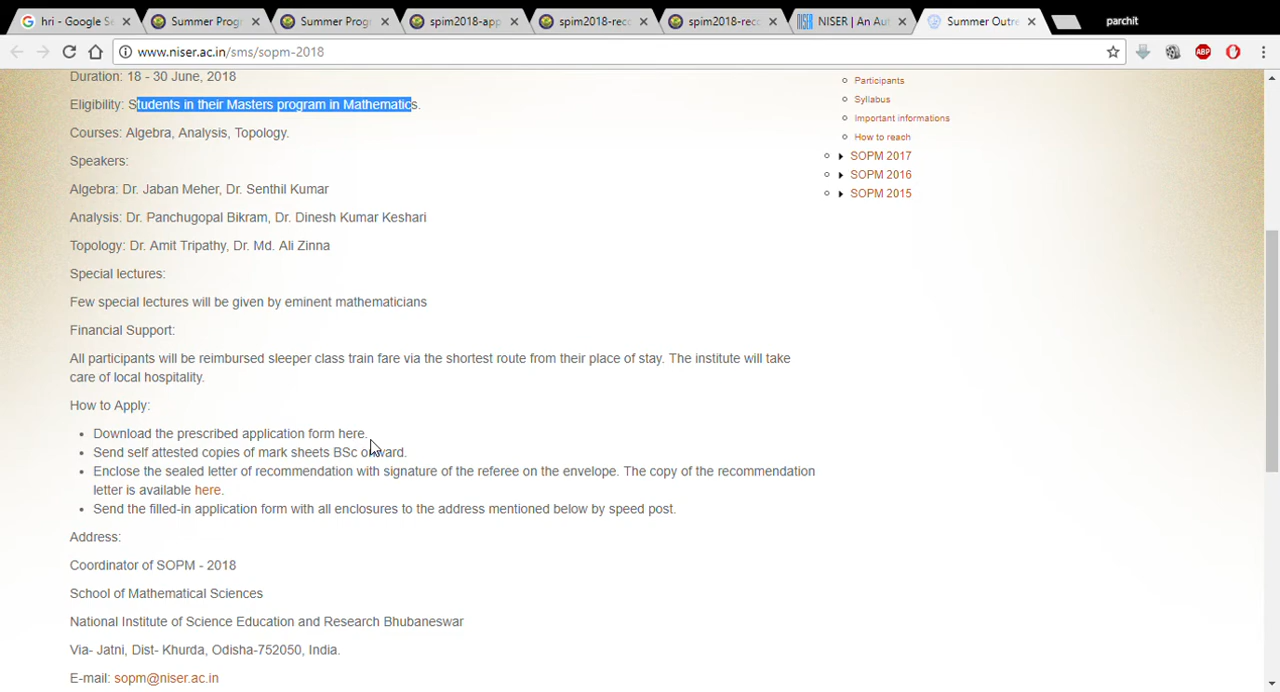 hri - Google S
Summer Prog
Summer Prog
spim2018-app
spim2018-reco
spim2018-reco
NISER | An Aut
Summer Outre
parchit
www.niser.ac.in/sms/sopm-2018
ABP
Duration: 18 - 30 June, 2018
Eligibility: Students in their Masters program in Mathematics.
Courses: Algebra, Analysis, Topology.
Speakers:
Algebra: Dr. Jaban Meher, Dr. Senthil Kumar
Analysis: Dr. Panchugopal Bikram, Dr. Dinesh Kumar Keshari
Topology: Dr. Amit Tripathy, Dr. Md. Ali Zinna
Special lectures:
Few special lectures will be given by eminent mathematicians
Financial Support:
All participants will be reimbursed sleeper class train fare via the shortest route from their place of stay. The institute will take
care of local hospitality.
How to Apply:
Download the prescribed application form here.
Send self attested copies of mark sheets BSc onward.
Enclose the sealed letter of recommendation with signature of the referee on the envelope. The copy of the recommendation
letter is available here.
Send the filled-in application form with all enclosures to the address mentioned below by speed post.
Address:
Coordinator of SOPM - 2018
School of Mathematical Sciences
National Institute of Science Education and Research Bhubaneswar
Via- Jatni, Dist- Khurda, Odisha-752050, India.
E-mail: sopm@niser.ac.in
Participants
Syllabus
Important informations
How to reach
SOPM 2017
SOPM 2016
SOPM 2015